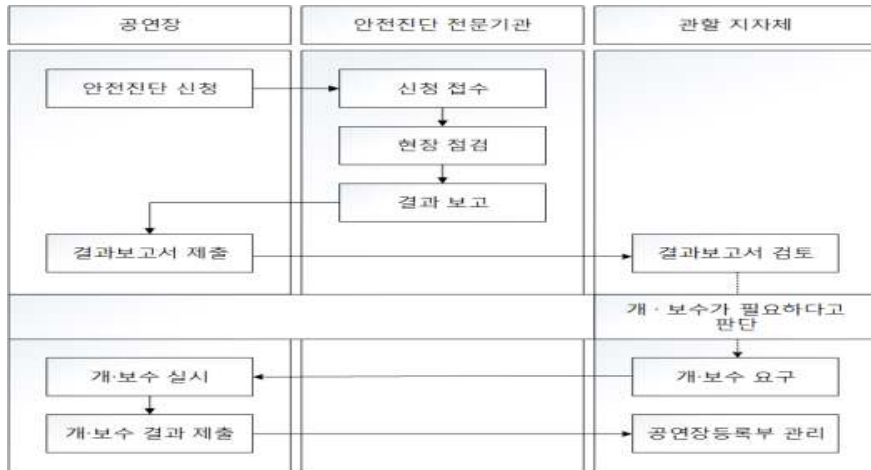 공연장
안전진단 전문기관
관할 지자체
안전진단 신청
신청 접수
현장 점검
결과 보고
결과보고서 제출
결과보고서 검토
개 · 보수가 필요하다고
판단
개·보수 실시
개·보수 요구
개·보수 결과 제출
공연장등록부 관리